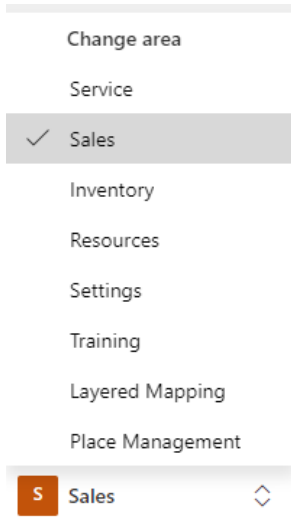 Change area
Service
Sales
Inventory
Resources
Settings
Training
Layered Mapping
Place Management
S Sales